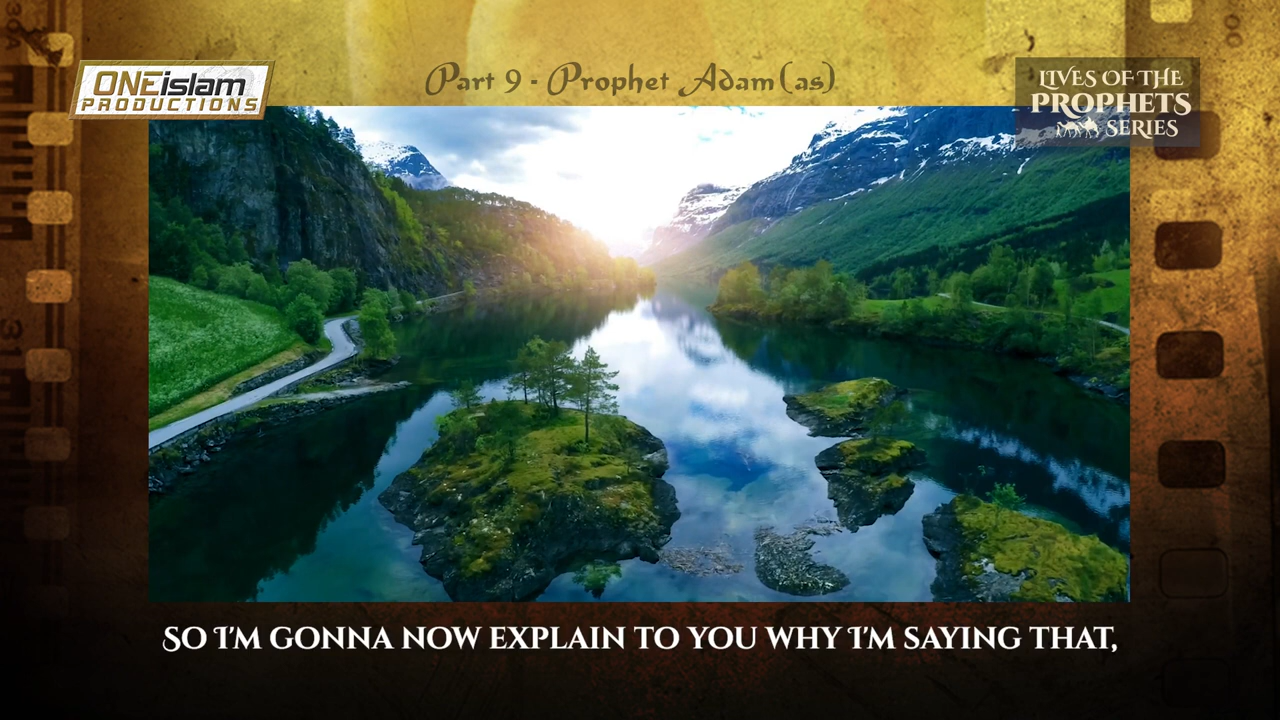 ONEislam
PRODUCTIONS
Part 9 - Prophet Adam (as)
LIVES OF THE
PROPHETS
SERIES
So I'm gonna now explain to you why I'm saying that,